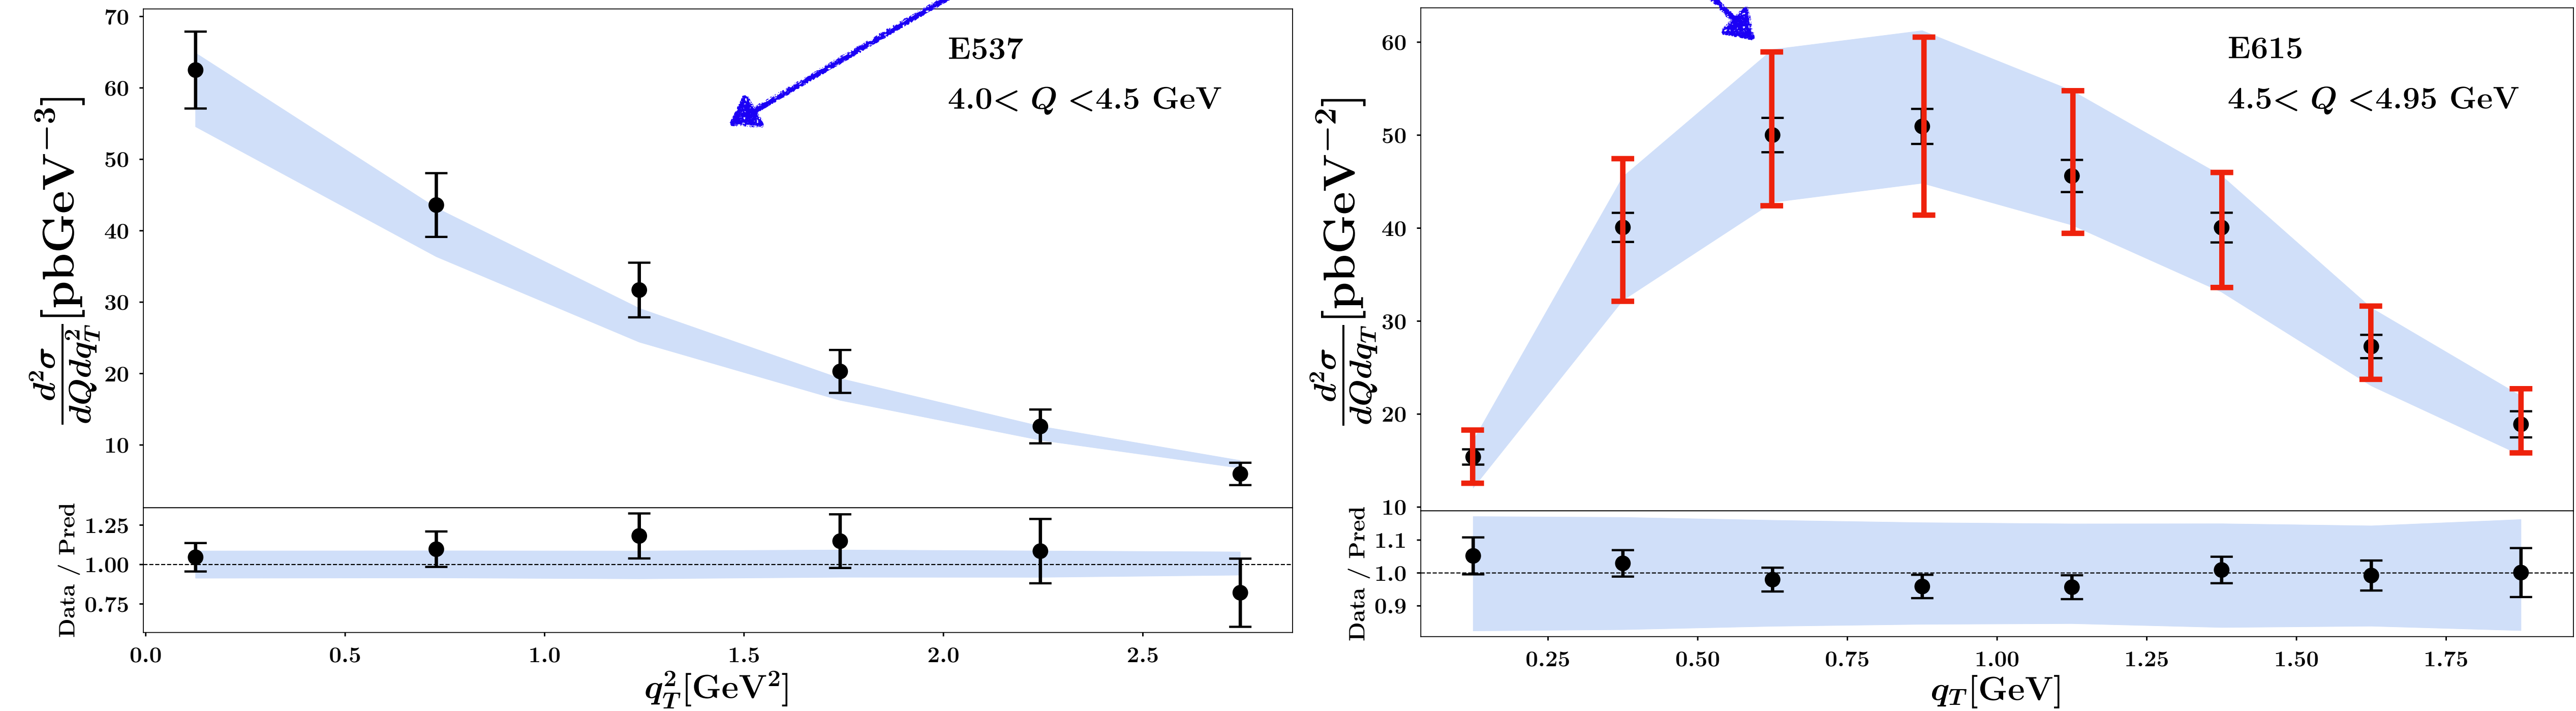 70
60
50
40
30
20
10
d²σ / dQdq_T² [pbGeV⁻³]
E537
4.0< Q <4.5 GeV
1.25
1.00
0.75
Data / Pred
0.0 0.5 1.0 1.5 2.0 2.5
q_T² [GeV²]
60
50
40
30
20
10
d²σ / dQdq_T [pbGeV⁻²]
E615
4.5< Q <4.95 GeV
1.1
1.0
0.9
Data / Pred
0.25 0.50 0.75 1.00 1.25 1.50 1.75
q_T [GeV]